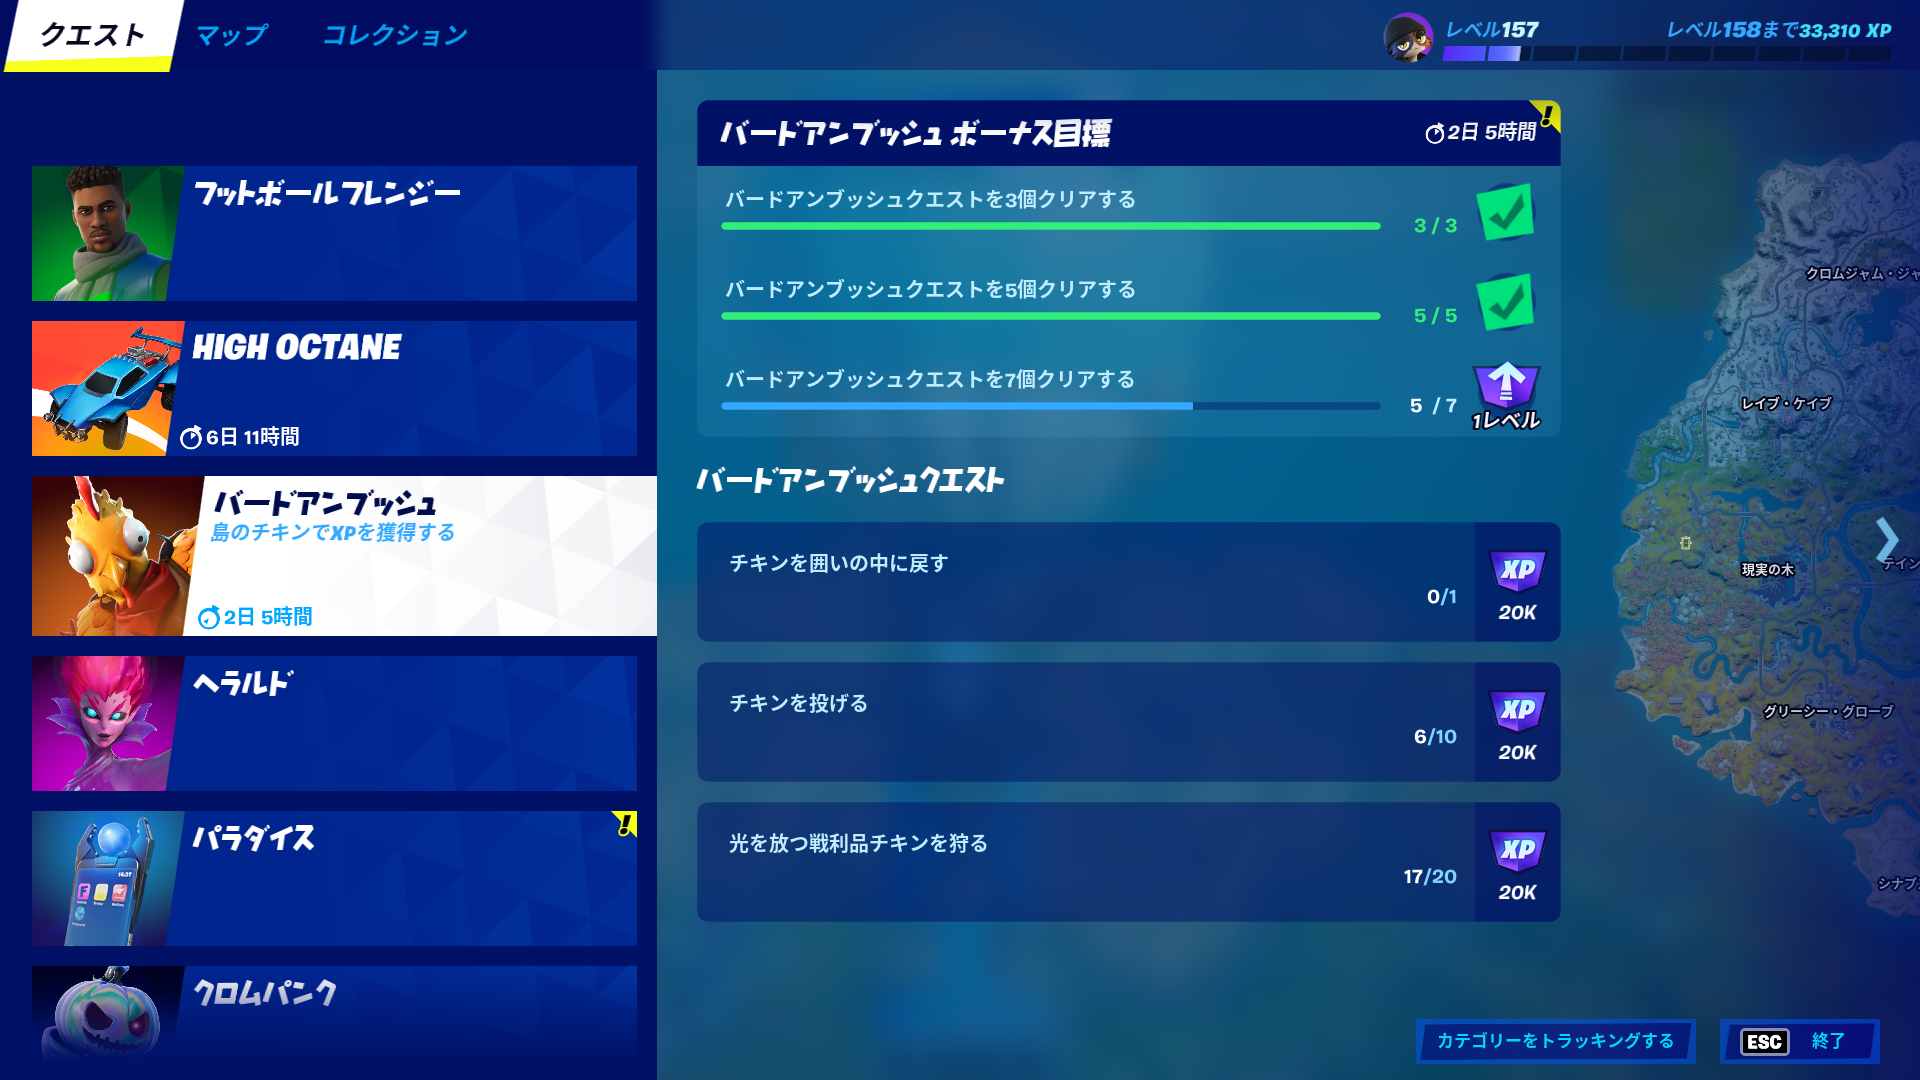 クエスト
マップ
コレクション
レベル157
レベル158まで33,310 XP
フットボールフレンジー
HIGH OCTANE
6日 11時間
バードアンブッシュ
島のチキンでXPを獲得する
2日 5時間
ヘラルド
パラダイス
クロムパンク
バードアンブッシュ ボーナス目標
2日 5時間
バードアンブッシュクエストを3個クリアする
3 / 3
バードアンブッシュクエストを5個クリアする
5 / 5
バードアンブッシュクエストを7個クリアする
5 / 7
1レベル
バードアンブッシュクエスト
チキンを囲いの中に戻す
0/1
XP
20K
チキンを投げる
6/10
XP
20K
光を放つ戦利品チキンを狩る
17/20
XP
20K
クロムジャム・ジャ
レイブ・ケイブ
現実の木
テイン
グリーシー・グローブ
シナプ
カテゴリーをトラッキングする
ESC 終了